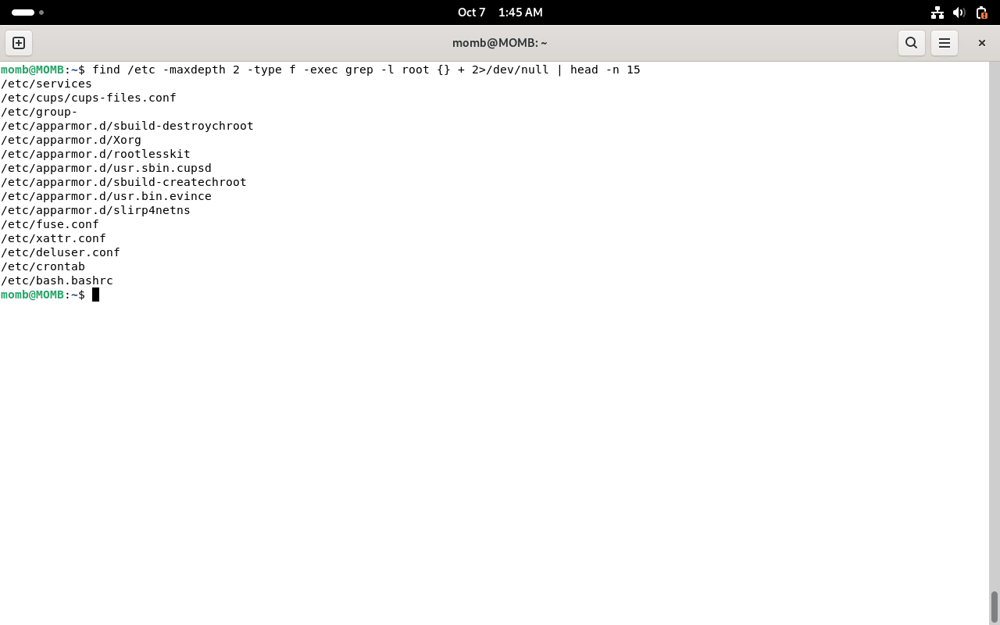 Oct 7 1:45 AM
momb@MOMB: ~
momb@MOMB:~$ find /etc -maxdepth 2 -type f -exec grep -l root {} + 2>/dev/null | head -n 15
/etc/services
/etc/cups/cups-files.conf
/etc/group-
/etc/apparmor.d/sbuild-destroychroot
/etc/apparmor.d/Xorg
/etc/apparmor.d/rootlesskit
/etc/apparmor.d/usr.sbin.cupsd
/etc/apparmor.d/sbuild-createchroot
/etc/apparmor.d/usr.bin.evince
/etc/apparmor.d/slirp4netns
/etc/fuse.conf
/etc/xattr.conf
/etc/deluser.conf
/etc/crontab
/etc/bash.bashrc
momb@MOMB:~$